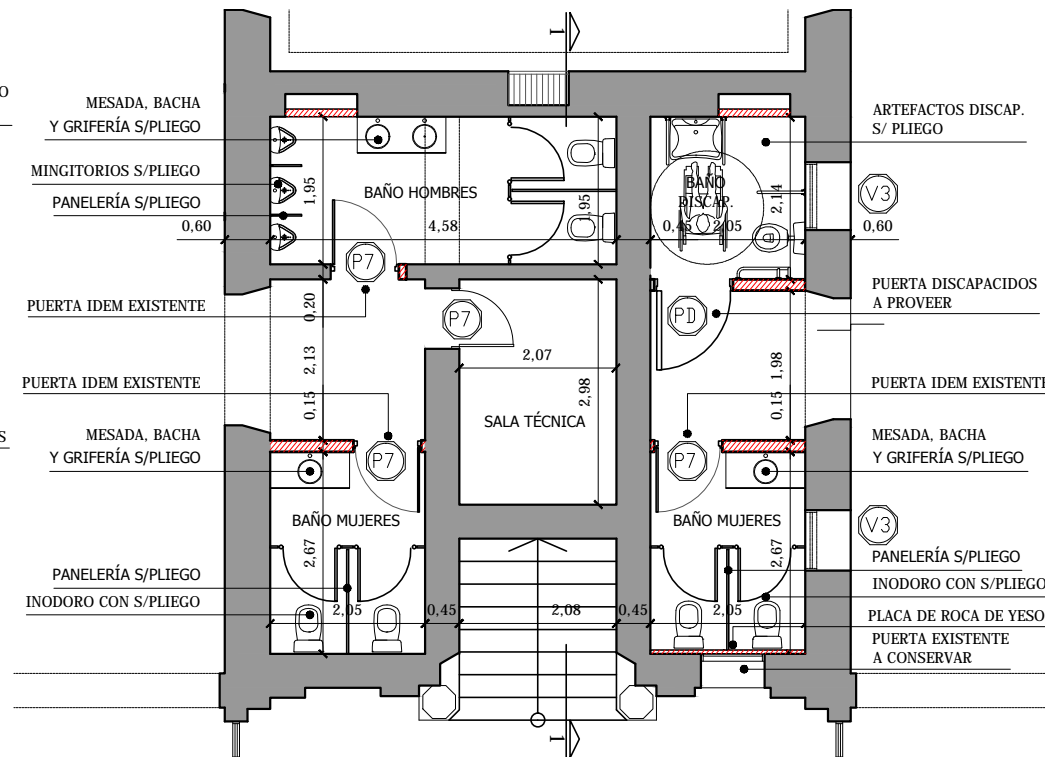 O
MESADA, BACHA
Y GRIFERÍA S/PLIEGO
MINGITORIOS S/PLIEGO
PANELERÍA S/PLIEGO
0,60
PUERTA IDEM EXISTENTE
PUERTA IDEM EXISTENTE
S
MESADA, BACHA
Y GRIFERÍA S/PLIEGO
PANELERÍA S/PLIEGO
INODORO CON S/PLIEGO
1
BAÑO HOMBRES
1,95
4,58
1,95
P7
0,20
2,13
0,15
P7
2,07
2,98
SALA TÉCNICA
P7
BAÑO MUJERES
2,67
2,05
0,45
2,08
0,45
1
BAÑO
DISCAP.
0,45
2,05
2,14
PD
1,98
0,15
P7
BAÑO MUJERES
2,67
2,05
ARTEFACTOS DISCAP.
S/ PLIEGO
V3
0,60
PUERTA DISCAPACIDOS
A PROVEER
PUERTA IDEM EXISTENTE
MESADA, BACHA
Y GRIFERÍA S/PLIEGO
V3
PANELERÍA S/PLIEGO
INODORO CON S/PLIEGO
PLACA DE ROCA DE YESO
PUERTA EXISTENTE
A CONSERVAR